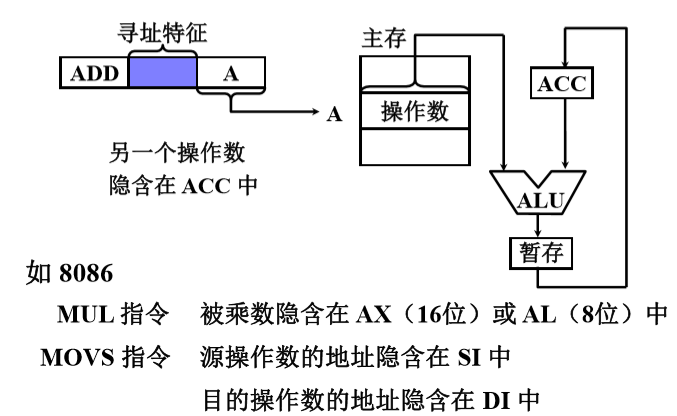 寻址特征
ADD A
主存
ACC
A
操作数
另一个操作数
隐含在 ACC 中
ALU
暂存
如 8086
MUL 指令 被乘数隐含在 AX（16位）或 AL（8位）中
MOVS 指令 源操作数的地址隐含在 SI 中
目的操作数的地址隐含在 DI 中